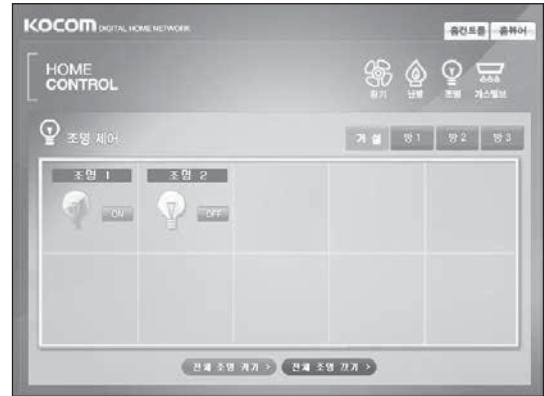 KOCOM DIGITAL HOME NETWORK
홈컨트롤 홈뷰어
HOME
CONTROL
환기 난방 조명 가스밸브
조명 제어
거실 방1 방2 방3
조명 1 조명 2
ON OFF
전체 조명 켜기 > 전체 조명 끄기 >